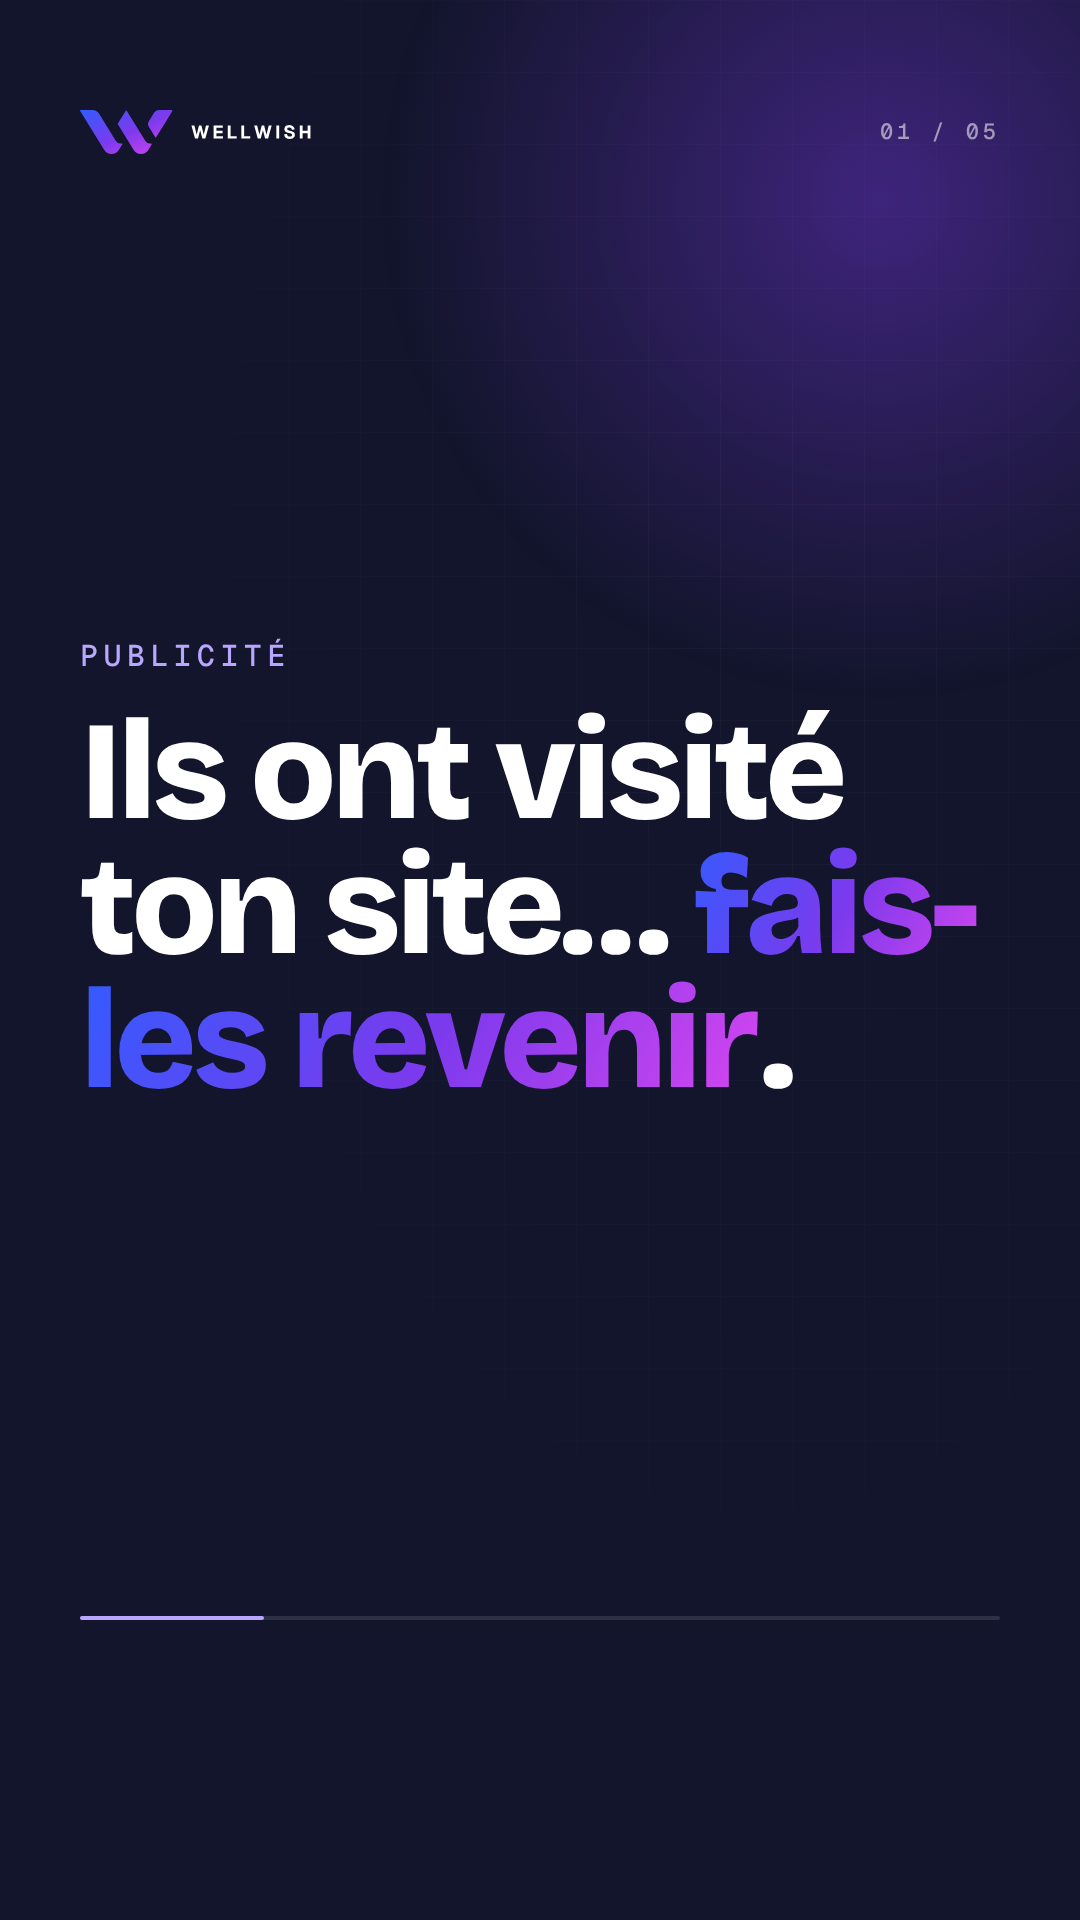 WELLWISH
01 / 05
PUBLICITÉ
Ils ont visité
ton site... fais-
les revenir.